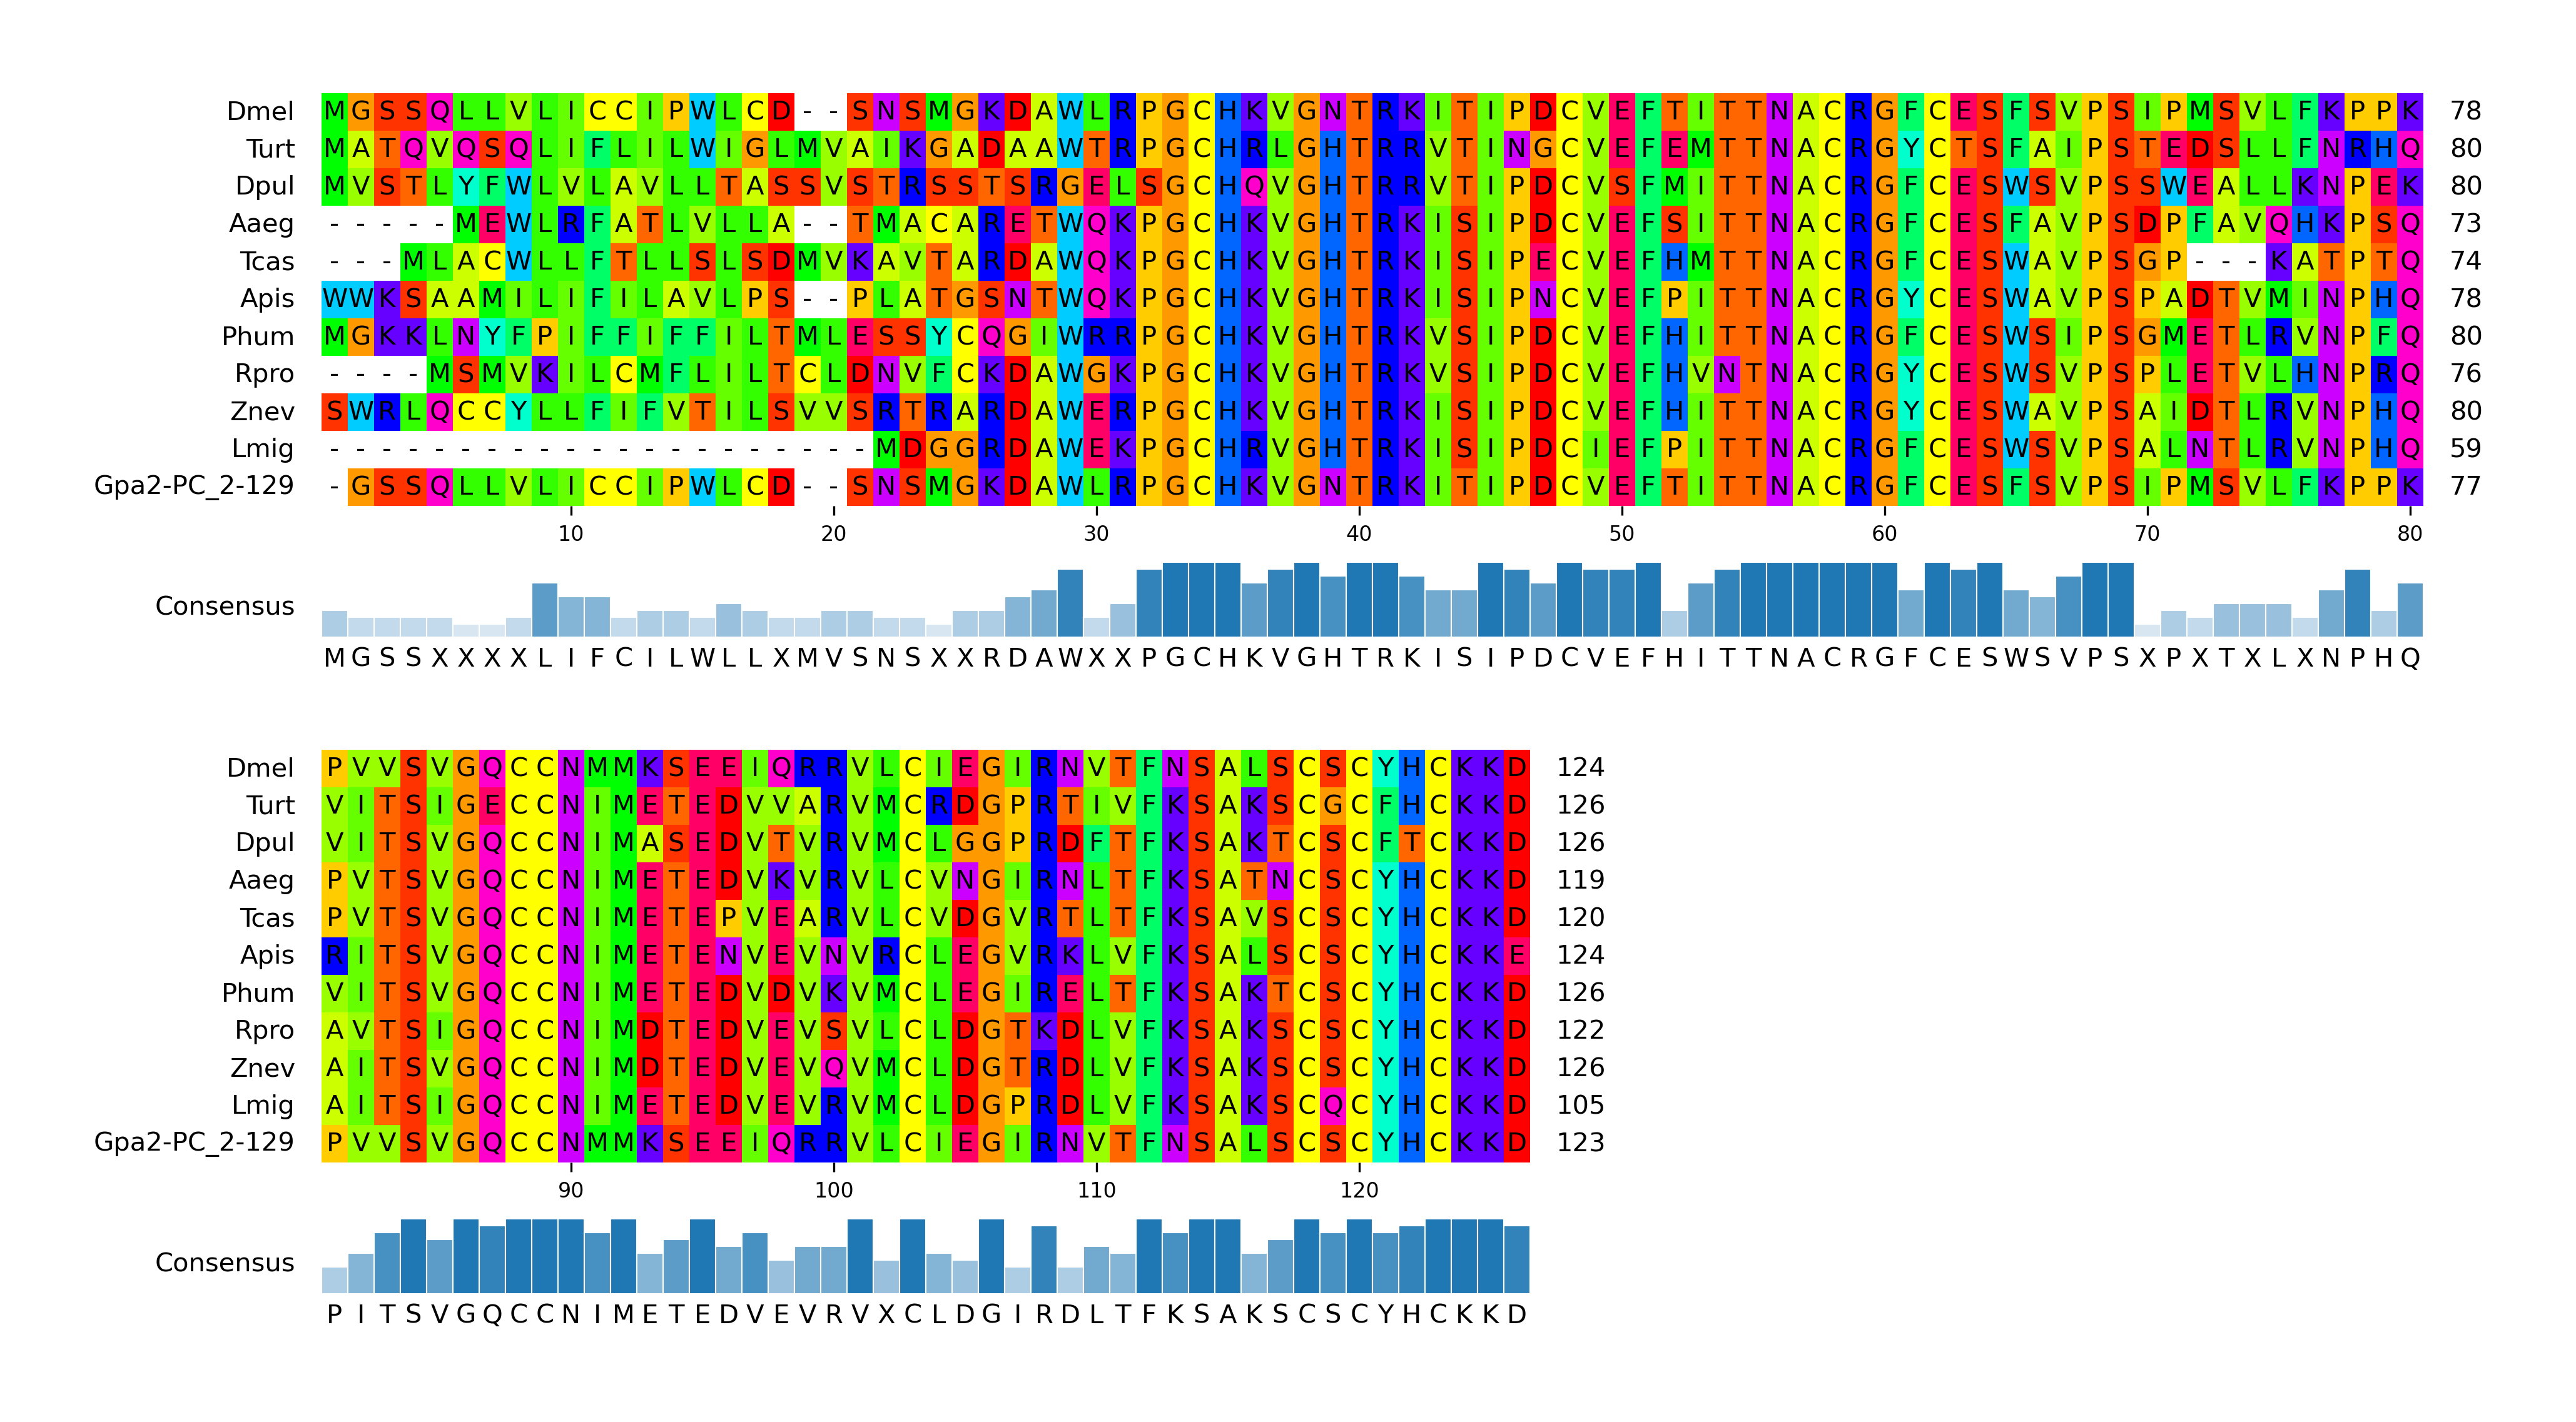 Dmel MGSSQLLVLICCIPWLCD--SNSMGKDAWLRPGCHKVGNTRKITIPDCVEFTITTNACRGFCESFSVPSIPMSVLFKPPK 78
Turt MATQVQSQLIFLILWIGLMVAIKGADAAWTRPGCHRLGHTRRVTINGCVEFEMTTNACRGYCTSFAIPSTEDSLLFNRHQ 80
Dpul MVSTLYFWLVLAVLLTASSVSTRSSTSRGELSGCHQVGHTRRVTIPDCVSFMITTNACRGFCESWSVPSSWEALLKNPEK 80
Aaeg -----MEWLRFATLVLLA--TMACARETWQKPGCHKVGHTRKISIPDCVEFSITTNACRGFCESFAVPSDPFAVQHKPSQ 73
Tcas ---MLACWLLFTLLSLSDMVKAVTARDAWQKPGCHKVGHTRKISIPECVEFHMTTNACRGFCESWAVPSGP---KATPTQ 74
Apis WWKSAAMILIFILAVLPS--PLATGSNTWQKPGCHKVGHTRKISIPNCVEFPITTNACRGYCESWAVPSPADTVMINPHQ 78
Phum MGKKLNYFPIFFIFFILTMLESSYCQGIWRRPGCHKVGHTRKVSIPDCVEFHITTNACRGFCESWSIPSGMETLRVNPFQ 80
Rpro ----MSMVKILCMFLILTCLDNVFCKDAWGKPGCHKVGHTRKVSIPDCVEFHVNTNACRGYCESWSVPSPLETVLHNPRQ 76
Znev SWRLQCCYLLFIFVTILSVVSRTRARDAWERPGCHKVGHTRKISIPDCVEFHITTNACRGYCESWAVPSAIDTLRVNPHQ 80
Lmig ---------------------MDGGRDAWEKPGCHRVGHTRKISIPDCIEFPITTNACRGFCESWSVPSALNTLRVNPHQ 59
Gpa2-PC_2-129 -GSSQLLVLICCIPWLCD--SNSMGKDAWLRPGCHKVGNTRKITIPDCVEFTITTNACRGFCESFSVPSIPMSVLFKPPK 77
10 20 30 40 50 60 70 80
Consensus
MGSSXXXXLIFCILWLLXMVSNSXXRDAWXXPGCHKVGHTRKISIPDCVEFHITTNACRGFCESWSVPSXPXTXLXNPHQ
Dmel PVVSVGQCCNMMKSEEIQRRVLCIEGIRNVTFNSALSCSCYHCKKD 124
Turt VITSIGECCNIMETEDVVARVMCRDGPRTIVFKSAKSCGCFHCKKD 126
Dpul VITSVGQCCNIMASEDVTVRVMCLGGPRDFTFKSAKTCSCFTCKKD 126
Aaeg PVTSVGQCCNIMETEDVKVRVLCVNGIRNLTFKSATNCSCYHCKKD 119
Tcas PVTSVGQCCNIMETEPVEARVLCVDGVRTLTFKSAVSCSCYHCKKD 120
Apis RITSVGQCCNIMETENVEVNVRCLEGVRKLVFKSALSCSCYHCKKE 124
Phum VITSVGQCCNIMETEDVDVKVMCLEGIRELTFKSAKTCSCYHCKKD 126
Rpro AVTSIGQCCNIMDTEDVEVSVLCLDGTKDLVFKSAKSCSCYHCKKD 122
Znev AITSVGQCCNIMDTEDVEVQVMCLDGTRDLVFKSAKSCSCYHCKKD 126
Lmig AITSIGQCCNIMETEDVEVRVMCLDGPRDLVFKSAKSCQCYHCKKD 105
Gpa2-PC_2-129 PVVSVGQCCNMMKSEEIQRRVLCIEGIRNVTFNSALSCSCYHCKKD 123
90 100 110 120
Consensus
PITSVGQCCNIMETEDVEVRVXCLDGIRDLTFKSAKSCSCYHCKKD